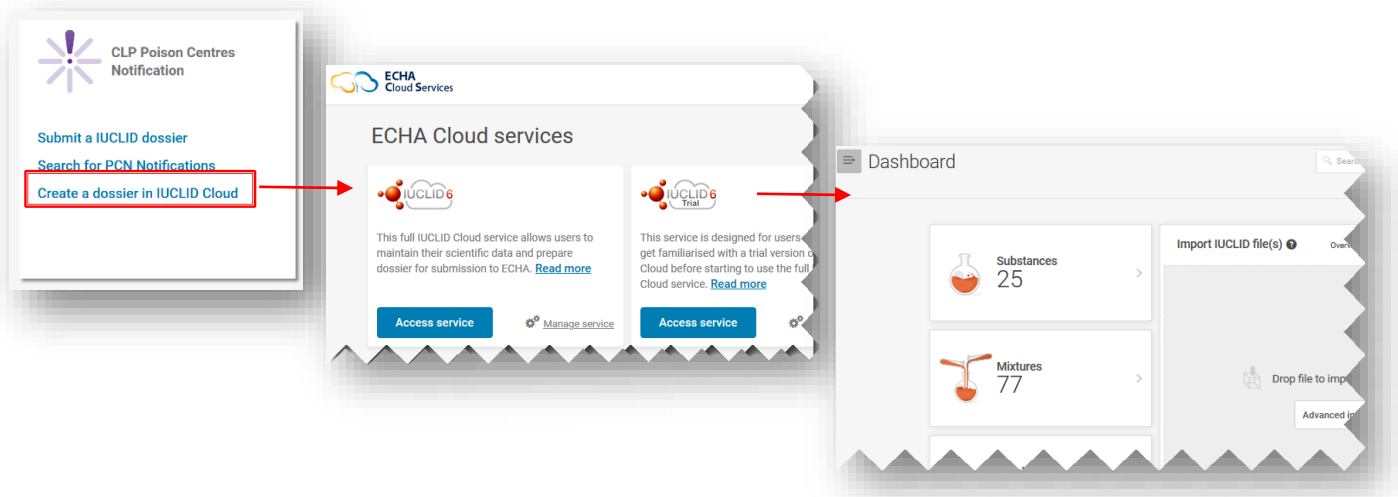 CLP Poison Centres
Notification
Submit a IUCLID dossier
Search for PCN Notifications
Create a dossier in IUCLID Cloud
ECHA
Cloud Services
ECHA Cloud services
IUCLID 6
This full IUCLID Cloud service allows users to
maintain their scientific data and prepare
dossier for submission to ECHA. Read more
Access service
Manage service
IUCLID 6
Trial
This service is designed for users
get familiarised with a trial version
Cloud before starting to use the full
Cloud service. Read more
Access service
Dashboard
Substances
25
Mixtures
77
Import IUCLID file(s)
Drop file to